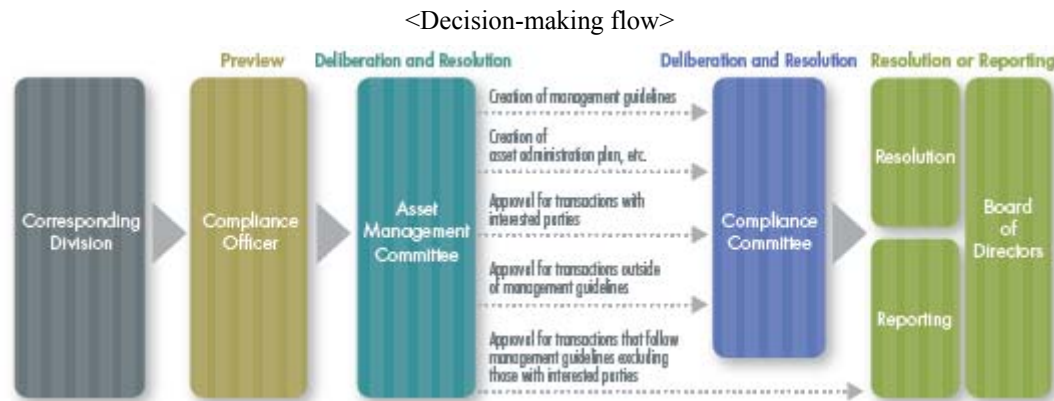 <Decision-making flow>
Preview
Deliberation and Resolution
Deliberation and Resolution
Resolution or Reporting
Corresponding
Division
Compliance
Officer
Asset
Management
Committee
Creation of management guidelines
Creation of
asset administration plan, etc.
Approval for transactions with
interested parties
Approval for transactions outside
of management guidelines
Approval for transactions that follow
management guidelines excluding
those with interested parties
Compliance
Committee
Resolution
Reporting
Board
of
Directors